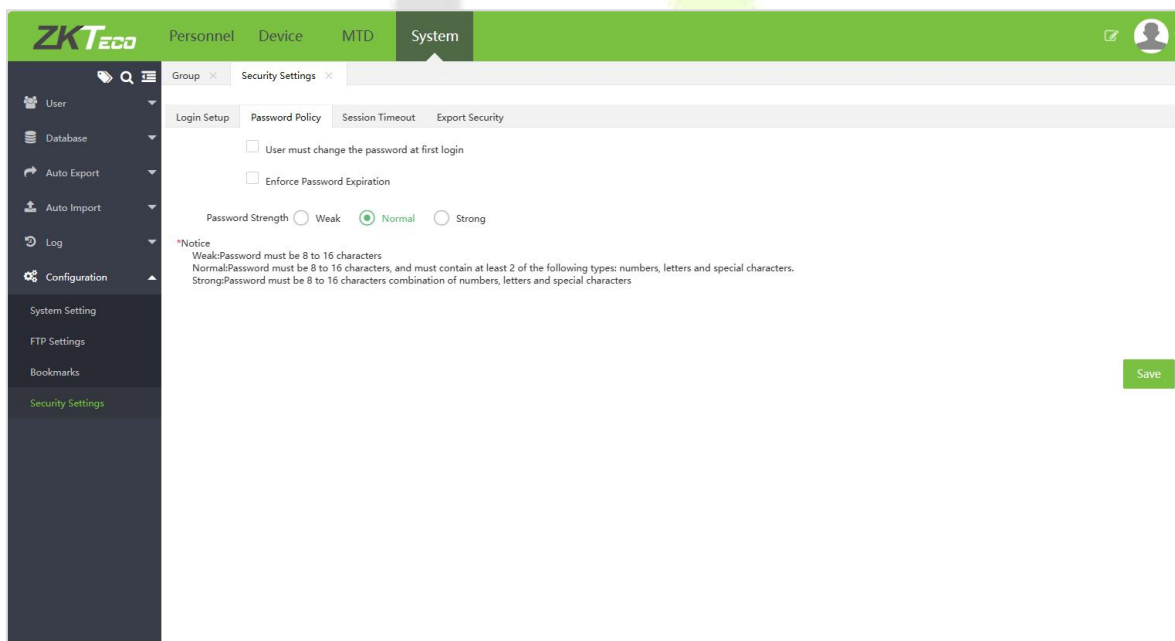 ZKTECO Personnel Device MTD System
Group × Security Settings ×
User
Login Setup Password Policy Session Timeout Export Security
Database
User must change the password at first login
Auto Export
Enforce Password Expiration
Auto Import
Password Strength Weak Normal Strong
Log
*Notice
Weak:Password must be 8 to 16 characters
Normal:Password must be 8 to 16 characters, and must contain at least 2 of the following types: numbers, letters and special characters.
Strong:Password must be 8 to 16 characters combination of numbers, letters and special characters
Configuration
System Setting
FTP Settings
Bookmarks
Save
Security Settings